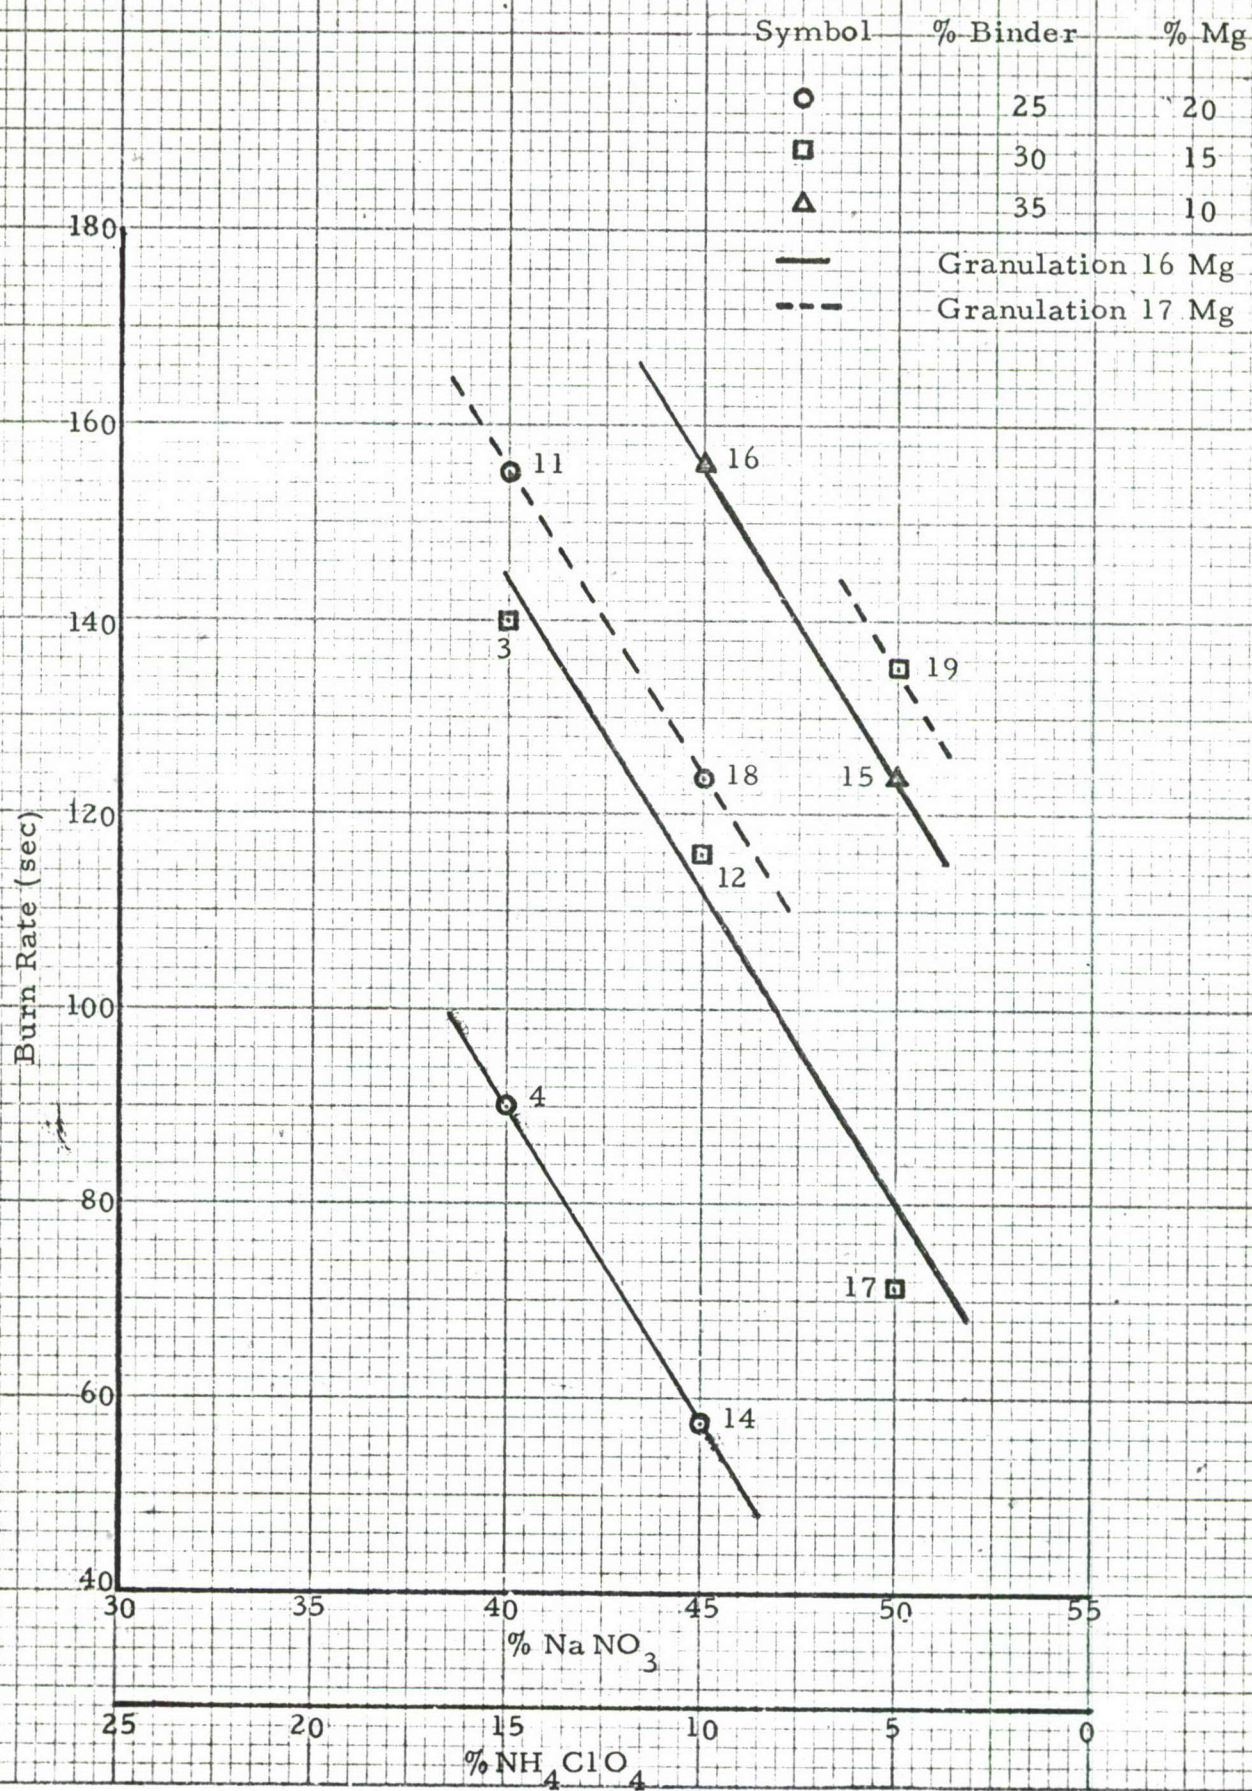 Symbol % Binder % Mg
25 20
30 15
35 10
Granulation 16 Mg
Granulation 17 Mg
180
160
140
120
100
80
60
40
Burn Rate (sec)
11
16
3
19
18
15
12
4
17
14
30 35 40 45 50 55
% Na NO3
25 20 15 10 5 0
% NH4ClO4